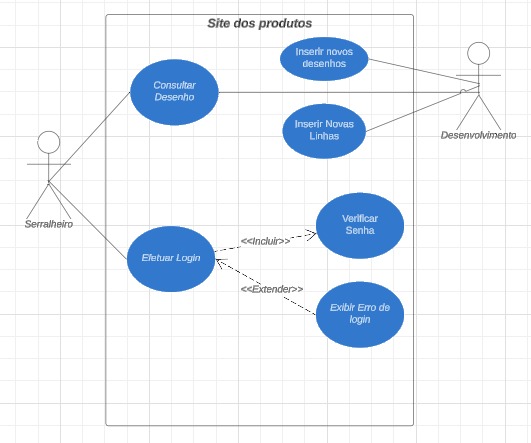 Site dos produtos
Inserir novos
desenhos
Consultar
Desenho
Inserir Novas
Linhas
Desenvolvimento
Serralheiro
Verificar
Senha
<<Incluir>>
Efetuar Login
<<Extender>>
Exibir Erro de
login